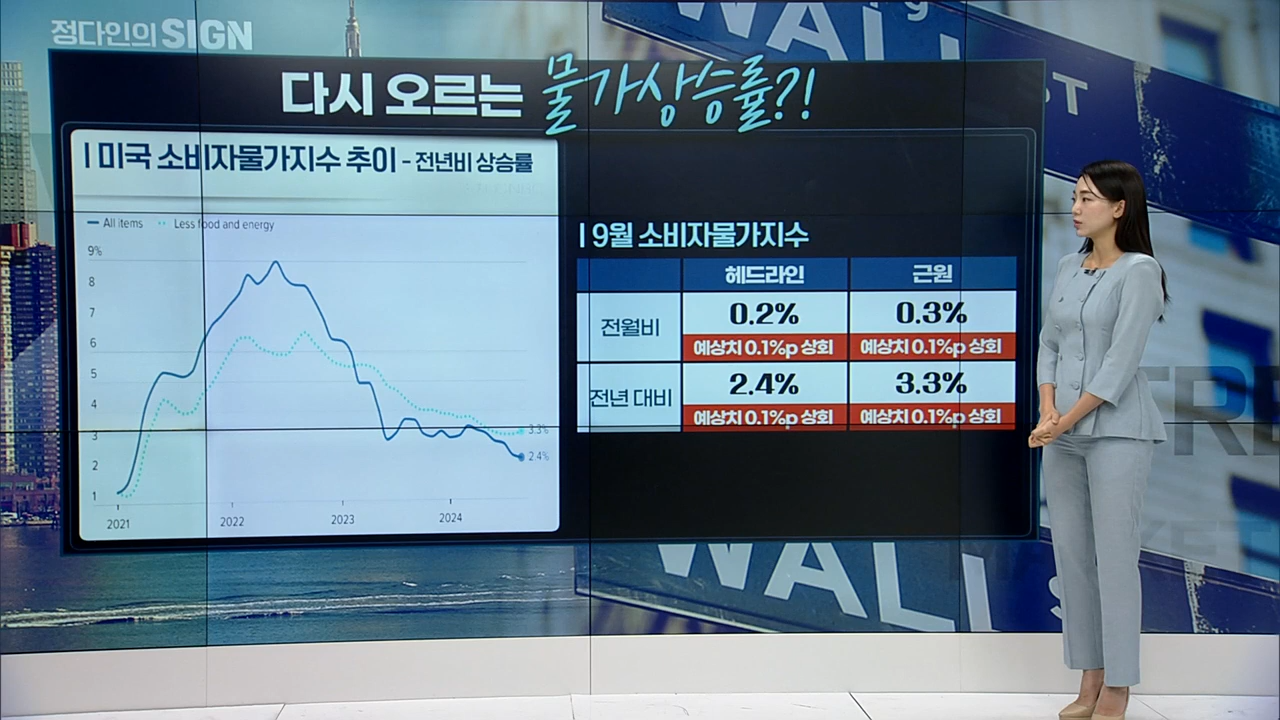 정다인의 SIGN
WALL
ST
다시 오르는 물가상승률?!
| 미국 소비자물가지수 추이 - 전년비 상승률
All items Less food and energy
9%
8
7
6
5
4
3
2
1
3.3%
2.4%
2021 2022 2023 2024
| 9월 소비자물가지수
헤드라인 근원
전월비 0.2% 0.3%
예상치 0.1%p 상회 예상치 0.1%p 상회
전년 대비 2.4% 3.3%
예상치 0.1%p 상회 예상치 0.1%p 상회
WALL